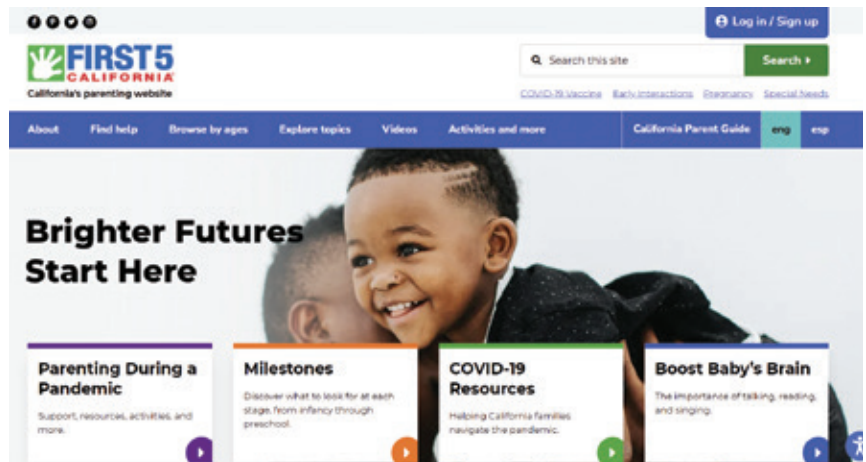 Log in / Sign up
FIRST5
CALIFORNIA
California's parenting website
Search this site
Search
COVID-19 Vaccine Early Interactions Pregnancy Special Needs
About Find help Browse by ages Explore topics Videos Activities and more California Parent Guide eng esp
Brighter Futures
Start Here
Parenting During a
Pandemic
Support, resources, activities, and
more.
Milestones
Discover what to look for at each
stage, from infancy through
preschool.
COVID-19
Resources
Helping California families
navigate the pandemic.
Boost Baby's Brain
The importance of talking, reading,
and singing.